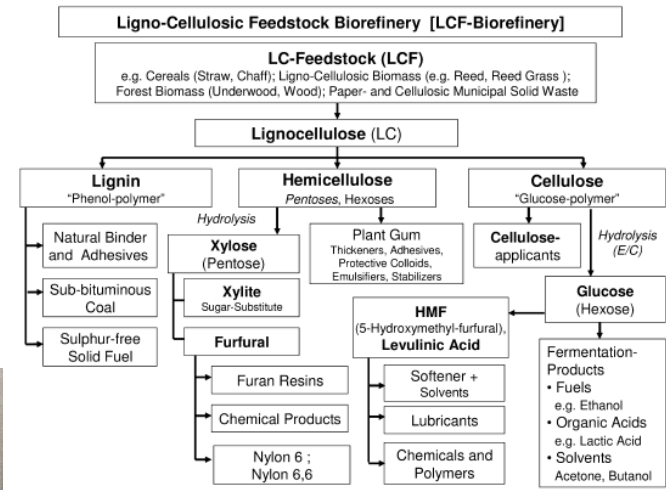 Ligno-Cellulosic Feedstock Biorefinery [LCF-Biorefinery]
LC-Feedstock (LCF)
e.g. Cereals (Straw, Chaff); Ligno-Cellulosic Biomass (e.g. Reed, Reed Grass );
Forest Biomass (Underwood, Wood); Paper- and Cellulosic Municipal Solid Waste
Lignocellulose (LC)
Lignin
"Phenol-polymer"
Hemicellulose
Pentoses, Hexoses
Cellulose
"Glucose-polymer"
Natural Binder
and Adhesives
Sub-bituminous
Coal
Sulphur-free
Solid Fuel
Hydrolysis
Xylose
(Pentose)
Xylite
Sugar-Substitute
Furfural
Furan Resins
Chemical Products
Nylon 6 ;
Nylon 6,6
Plant Gum
Thickeners, Adhesives,
Protective Colloids,
Emulsifiers, Stabilizers
Cellulose-
applicants
Hydrolysis
(E/C)
Glucose
(Hexose)
HMF
(5-Hydroxymethyl-furfural),
Levulinic Acid
Softener +
Solvents
Lubricants
Chemicals and
Polymers
Fermentation-
Products
• Fuels
e.g. Ethanol
• Organic Acids
e.g. Lactic Acid
• Solvents
Acetone, Butanol